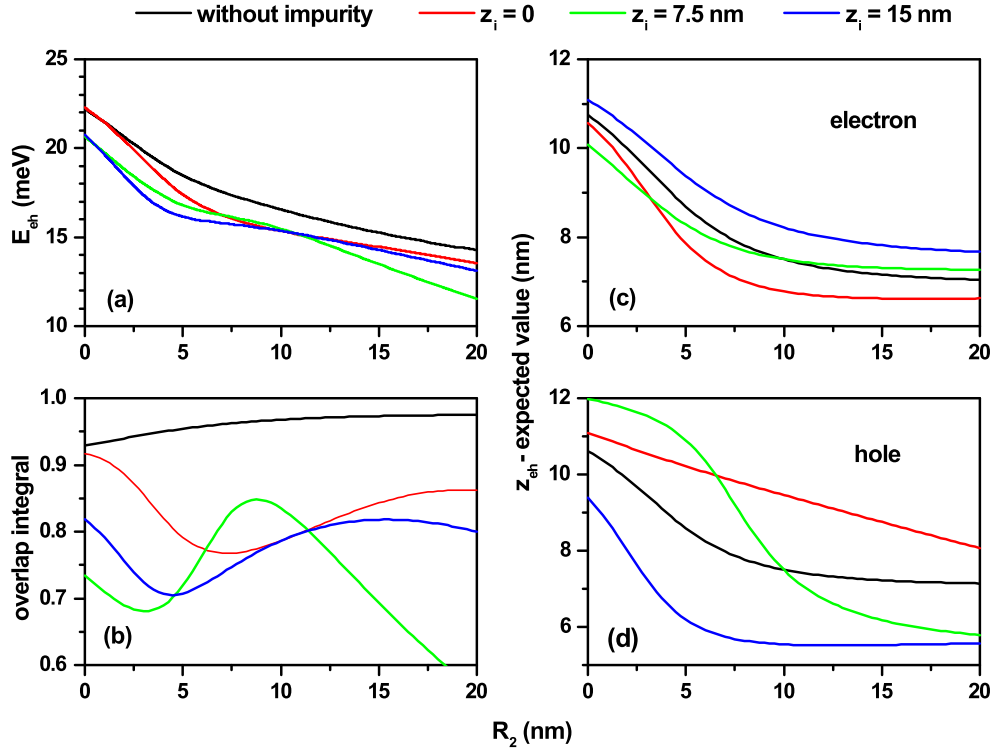 without impurity z_i = 0 z_i = 7.5 nm z_i = 15 nm
25
20
15
10
E_eh (meV)
(a)
0 5 10 15 20
12
10
8
6
electron
(c)
0 5 10 15 20
z_eh - expected value (nm)
1.0
0.9
0.8
0.7
0.6
overlap integral
(b)
0 5 10 15 20
12
10
8
6
hole
(d)
0 5 10 15 20
R_2 (nm)